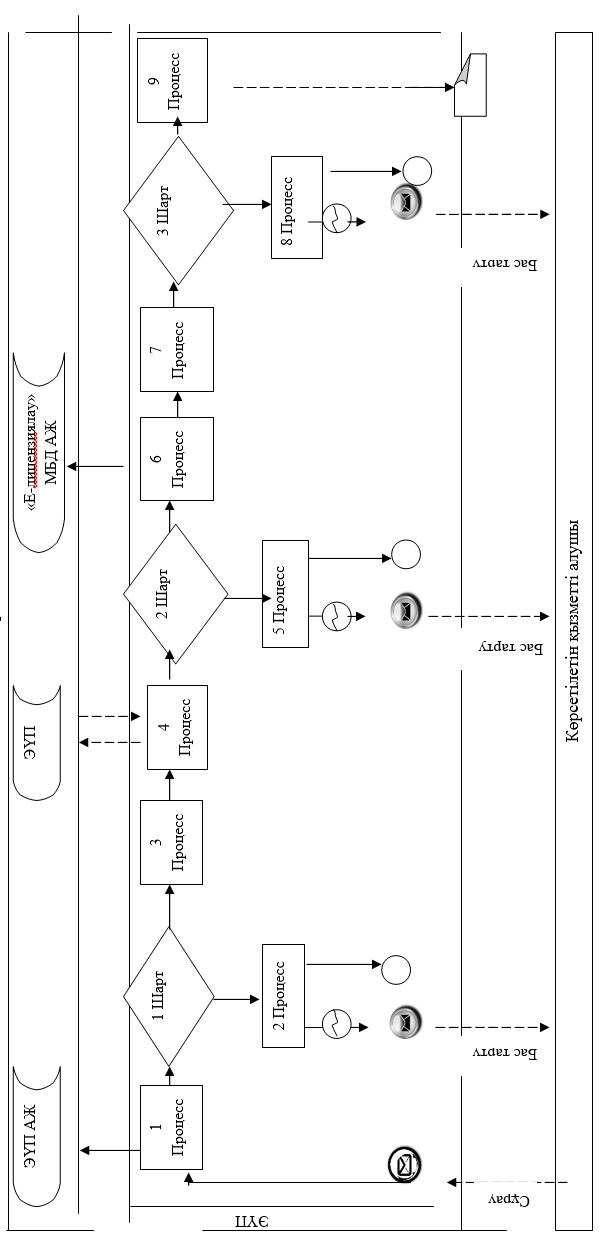 ЭҮП АЖ
ЭҮП
«Е-лицензиялау»
МБД АЖ
ЭҮП
1
Процесс
1 Шарт
3
Процесс
4
Процесс
2 Шарт
6
Процесс
7
Процесс
3 Шарт
9
Процесс
2 Процесс
5 Процесс
8 Процесс
Сұрау
Бас тарту
Бас тарту
Бас тарту
Көрсетілетін қызметті алушы